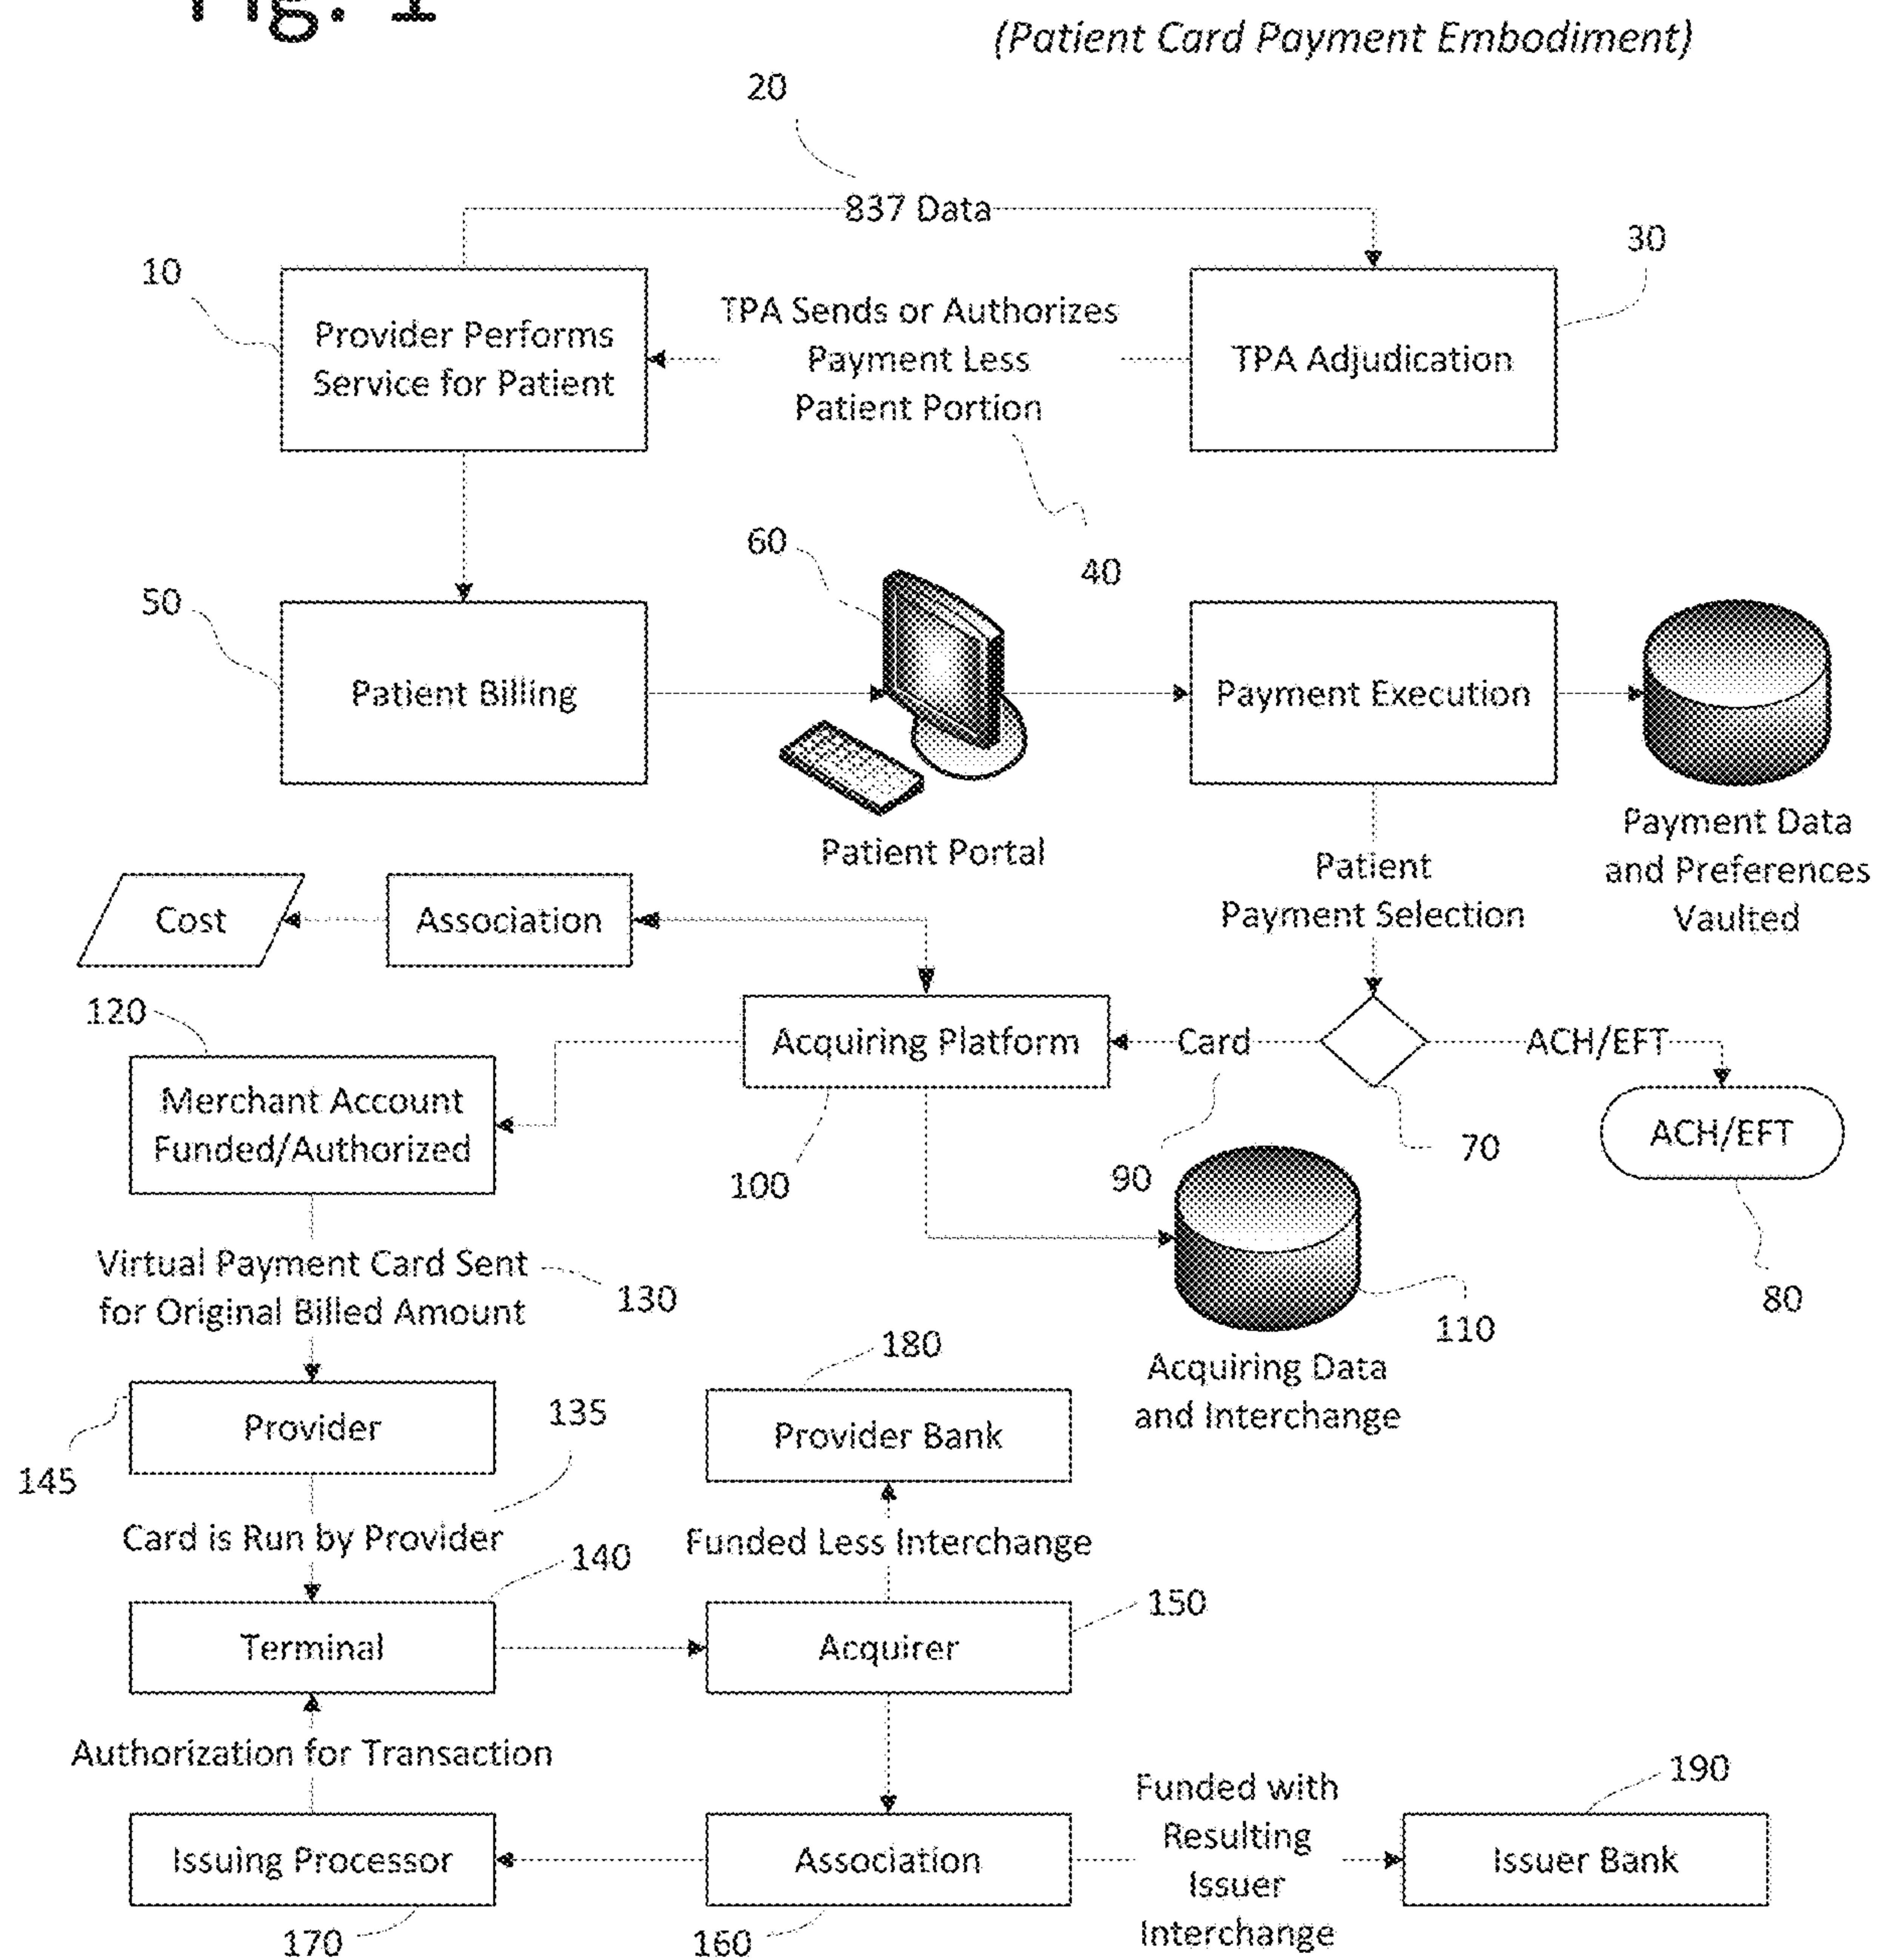 Fig. 1
(Patient Card Payment Embodiment)
20
837 Data
30
10
Provider Performs
Service for Patient
TPA Sends or Authorizes
Payment Less
Patient Portion
TPA Adjudication
40
60
50
Patient Billing
Patient Portal
Payment Execution
Payment Data
and Preferences
Vaulted
Patient
Payment Selection
Cost
Association
120
Acquiring Platform
Card
ACH/EFT
ACH/EFT
Merchant Account
Funded/Authorized
100
90
70
80
Virtual Payment Card Sent
for Original Billed Amount
130
110
Acquiring Data
and Interchange
180
Provider Bank
Provider
145
135
Card is Run by Provider
Funded Less Interchange
140
150
Terminal
Acquirer
Authorization for Transaction
Funded with
Resulting
Issuer
Interchange
190
Issuing Processor
Association
Issuer Bank
170
160